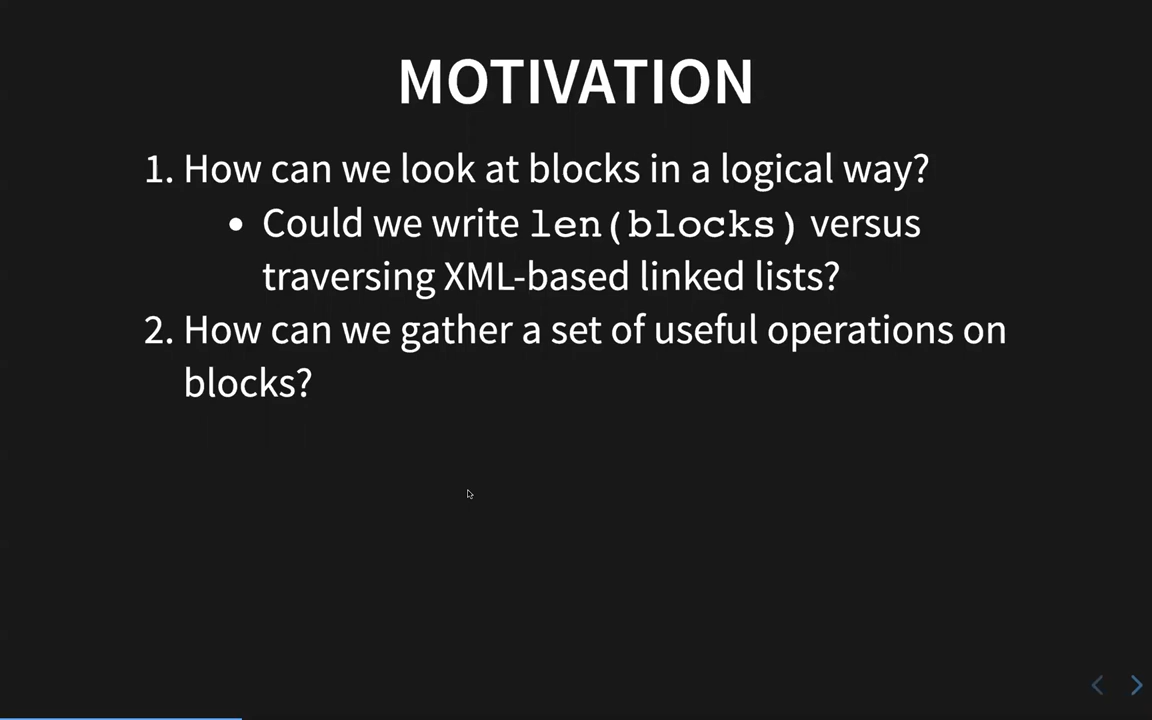 MOTIVATION
1. How can we look at blocks in a logical way?
• Could we write len(blocks) versus
traversing XML-based linked lists?
2. How can we gather a set of useful operations on
blocks?